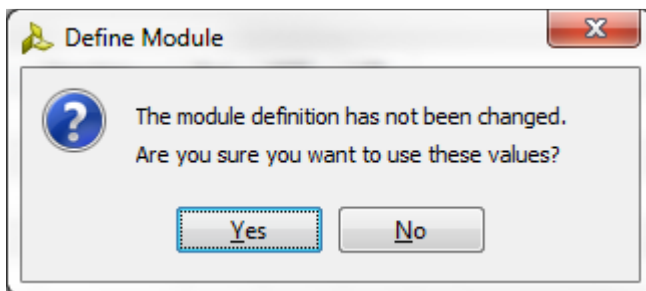 Define Module
The module definition has not been changed.
Are you sure you want to use these values?
Yes
No